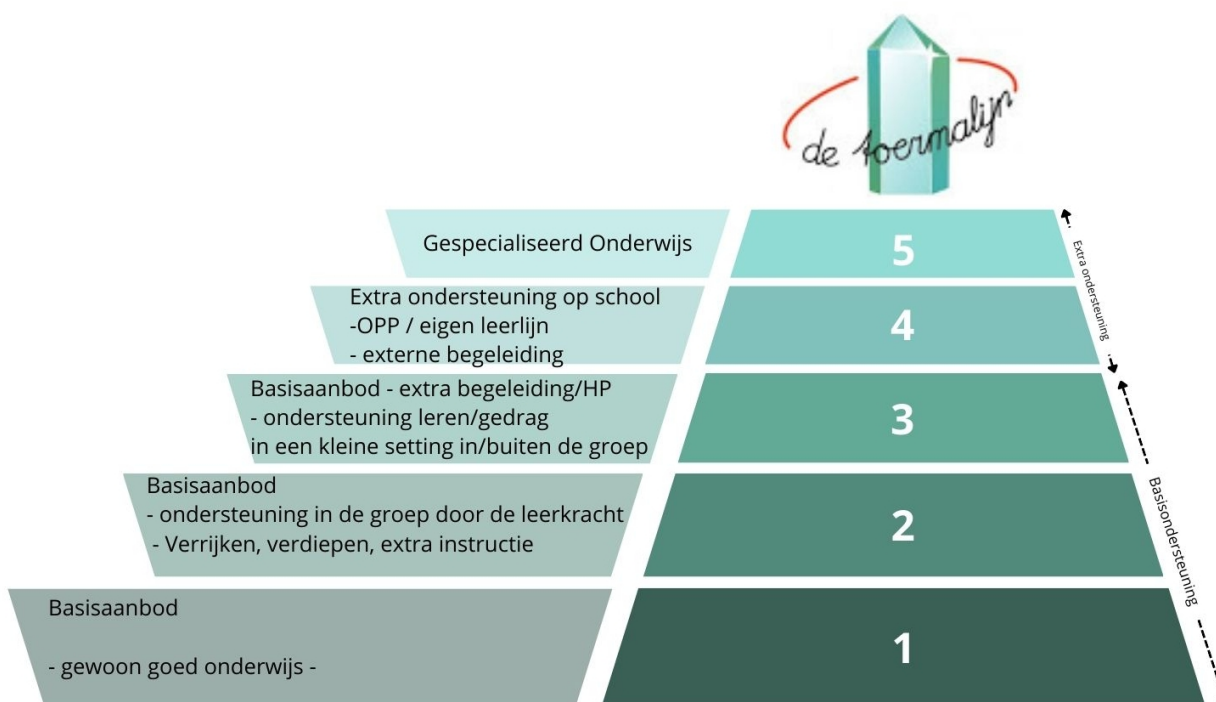 de toermalijn
Gespecialiseerd Onderwijs
5
Extra ondersteuning op school
-OPP / eigen leerlijn
- externe begeleiding
4
Extra ondersteuning
Basisaanbod - extra begeleiding/HP
- ondersteuning leren/gedrag
in een kleine setting in/buiten de groep
3
Basisaanbod
- ondersteuning in de groep door de leerkracht
- Verrijken, verdiepen, extra instructie
2
Basisondersteuning
Basisaanbod
- gewoon goed onderwijs -
1